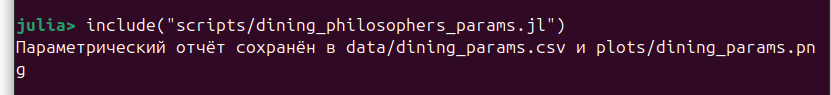 julia> include("scripts/dining_philosophers_params.jl")
Параметрический отчёт сохранён в data/dining_params.csv и plots/dining_params.pn
g